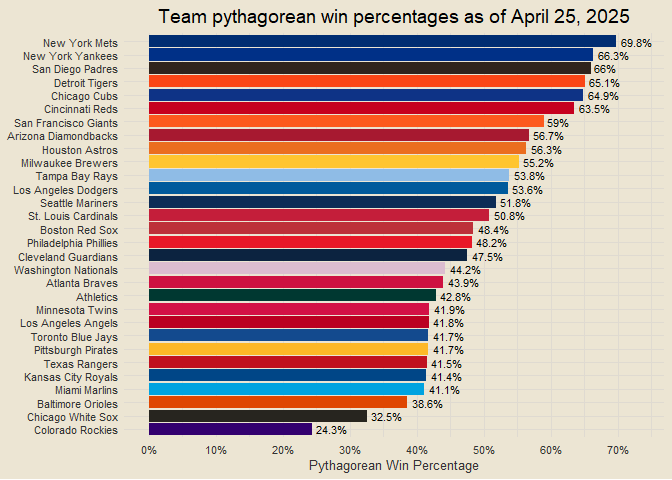 Team pythagorean win percentages as of April 25, 2025
New York Mets 69.8%
New York Yankees 66.3%
San Diego Padres 66%
Detroit Tigers 65.1%
Chicago Cubs 64.9%
Cincinnati Reds 63.5%
San Francisco Giants 59%
Arizona Diamondbacks 56.7%
Houston Astros 56.3%
Milwaukee Brewers 55.2%
Tampa Bay Rays 53.8%
Los Angeles Dodgers 53.6%
Seattle Mariners 51.8%
St. Louis Cardinals 50.8%
Boston Red Sox 48.4%
Philadelphia Phillies 48.2%
Cleveland Guardians 47.5%
Washington Nationals 44.2%
Atlanta Braves 43.9%
Athletics 42.8%
Minnesota Twins 41.9%
Los Angeles Angels 41.8%
Toronto Blue Jays 41.7%
Pittsburgh Pirates 41.7%
Texas Rangers 41.5%
Kansas City Royals 41.4%
Miami Marlins 41.1%
Baltimore Orioles 38.6%
Chicago White Sox 32.5%
Colorado Rockies 24.3%
0% 10% 20% 30% 40% 50% 60% 70%
Pythagorean Win Percentage